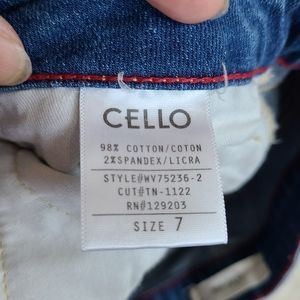 CELLO
98% COTTON/COTON
2%SPANDEX/LICRA
STYLE#WV75236-2
CUT#TN-1122
RN#129203
SIZE 7